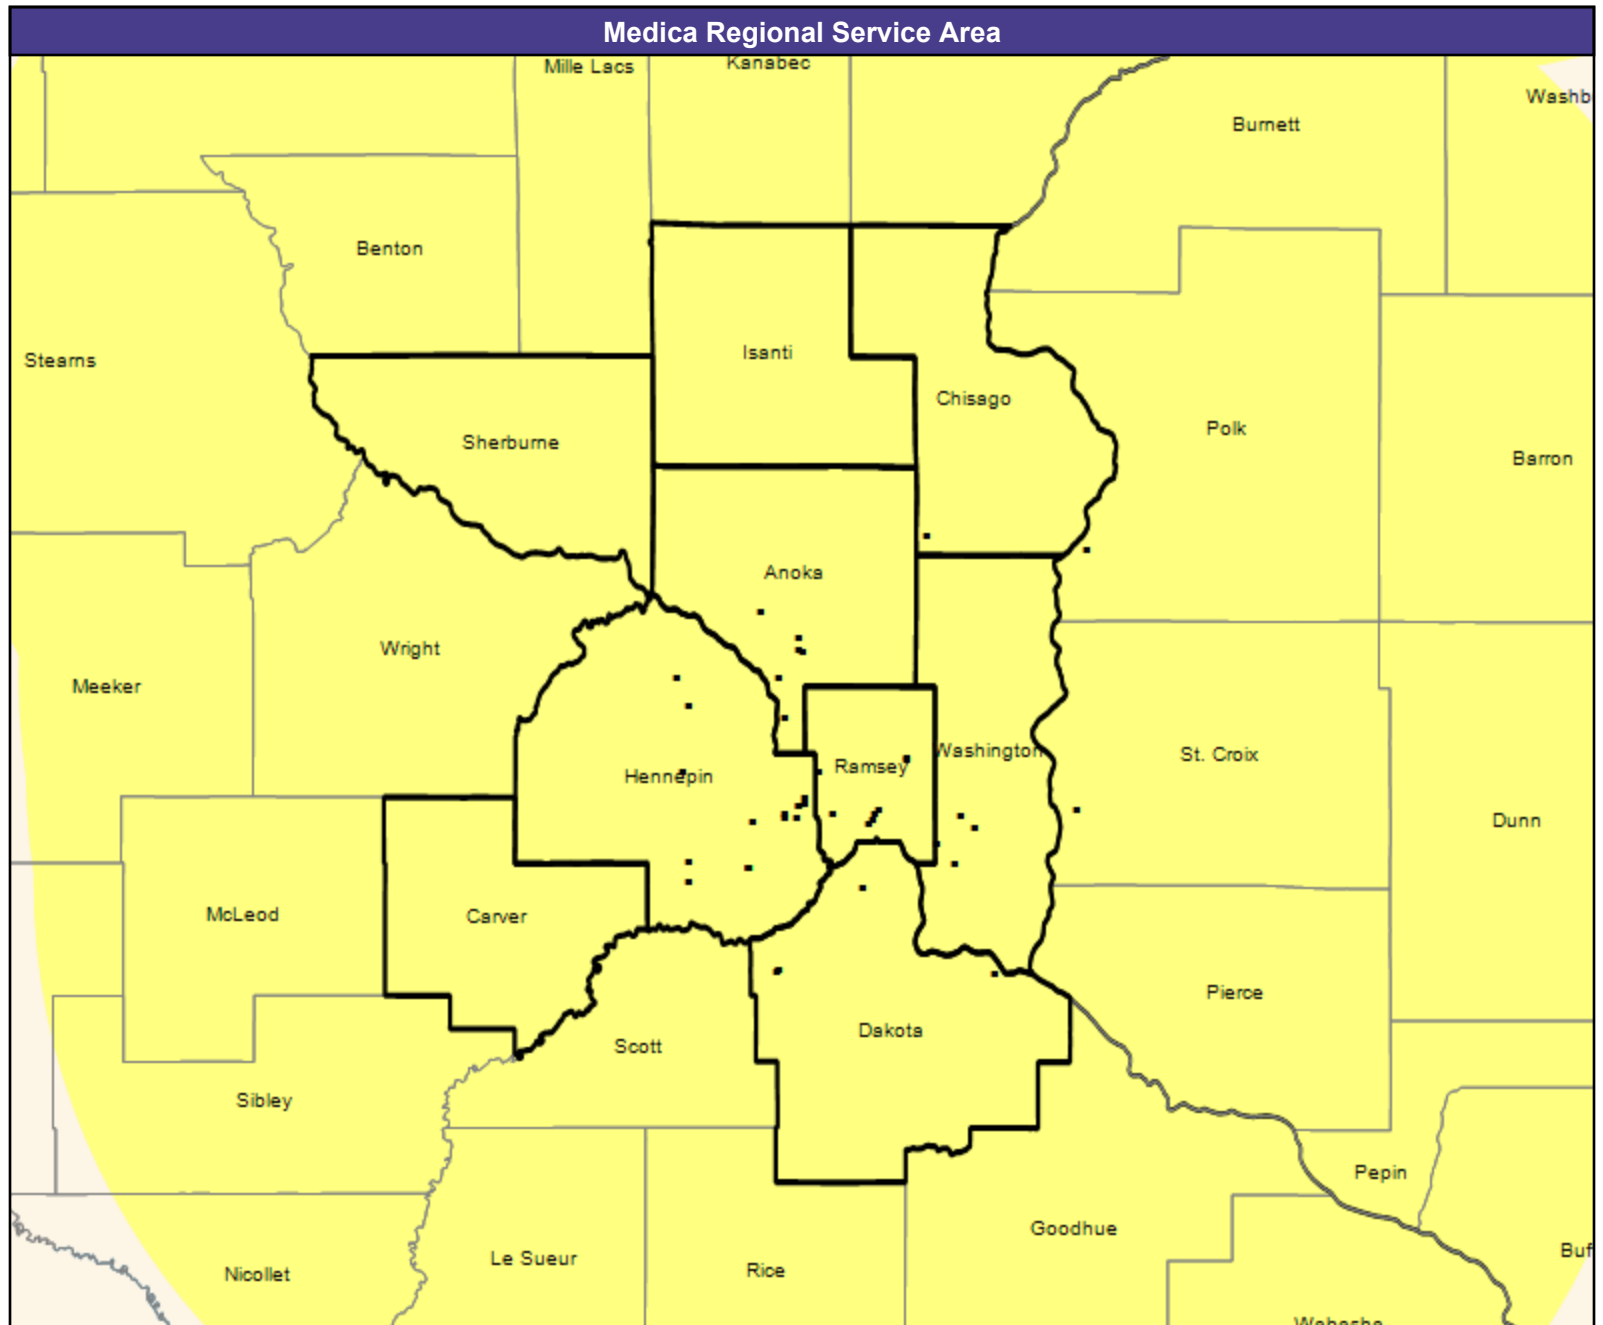 Medica Regional Service Area
Mille Lacs
Kanabec
Washb
Burnett
Benton
Stearns
Isanti
Chisago
Sherburne
Polk
Barron
Anoka
Wright
Meeker
Washington
St. Croix
Ramsey
Hennepin
Dunn
McLeod
Carver
Pierce
Dakota
Scott
Sibley
Pepin
Goodhue
Buf
Le Sueur
Rice
Nicollet